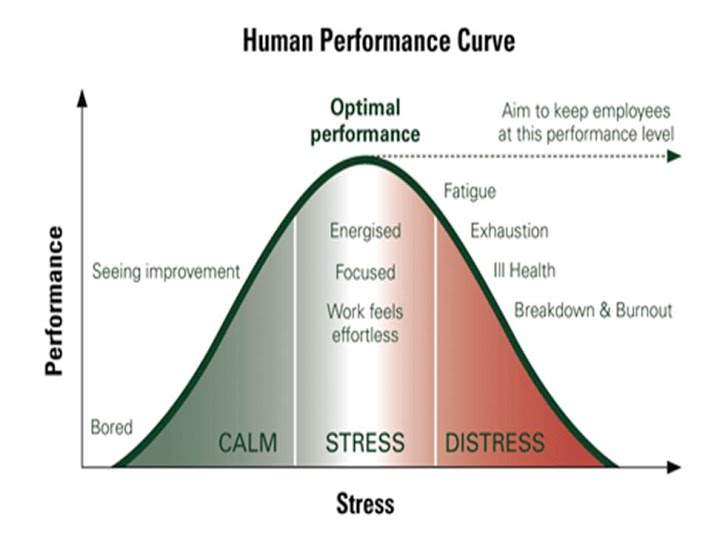 Human Performance Curve
Optimal
performance
Aim to keep employees
at this performance level
Fatigue
Energised
Exhaustion
Seeing improvement
Focused
Ill Health
Work feels
effortless
Breakdown & Burnout
Performance
Bored
CALM
STRESS
DISTRESS
Stress